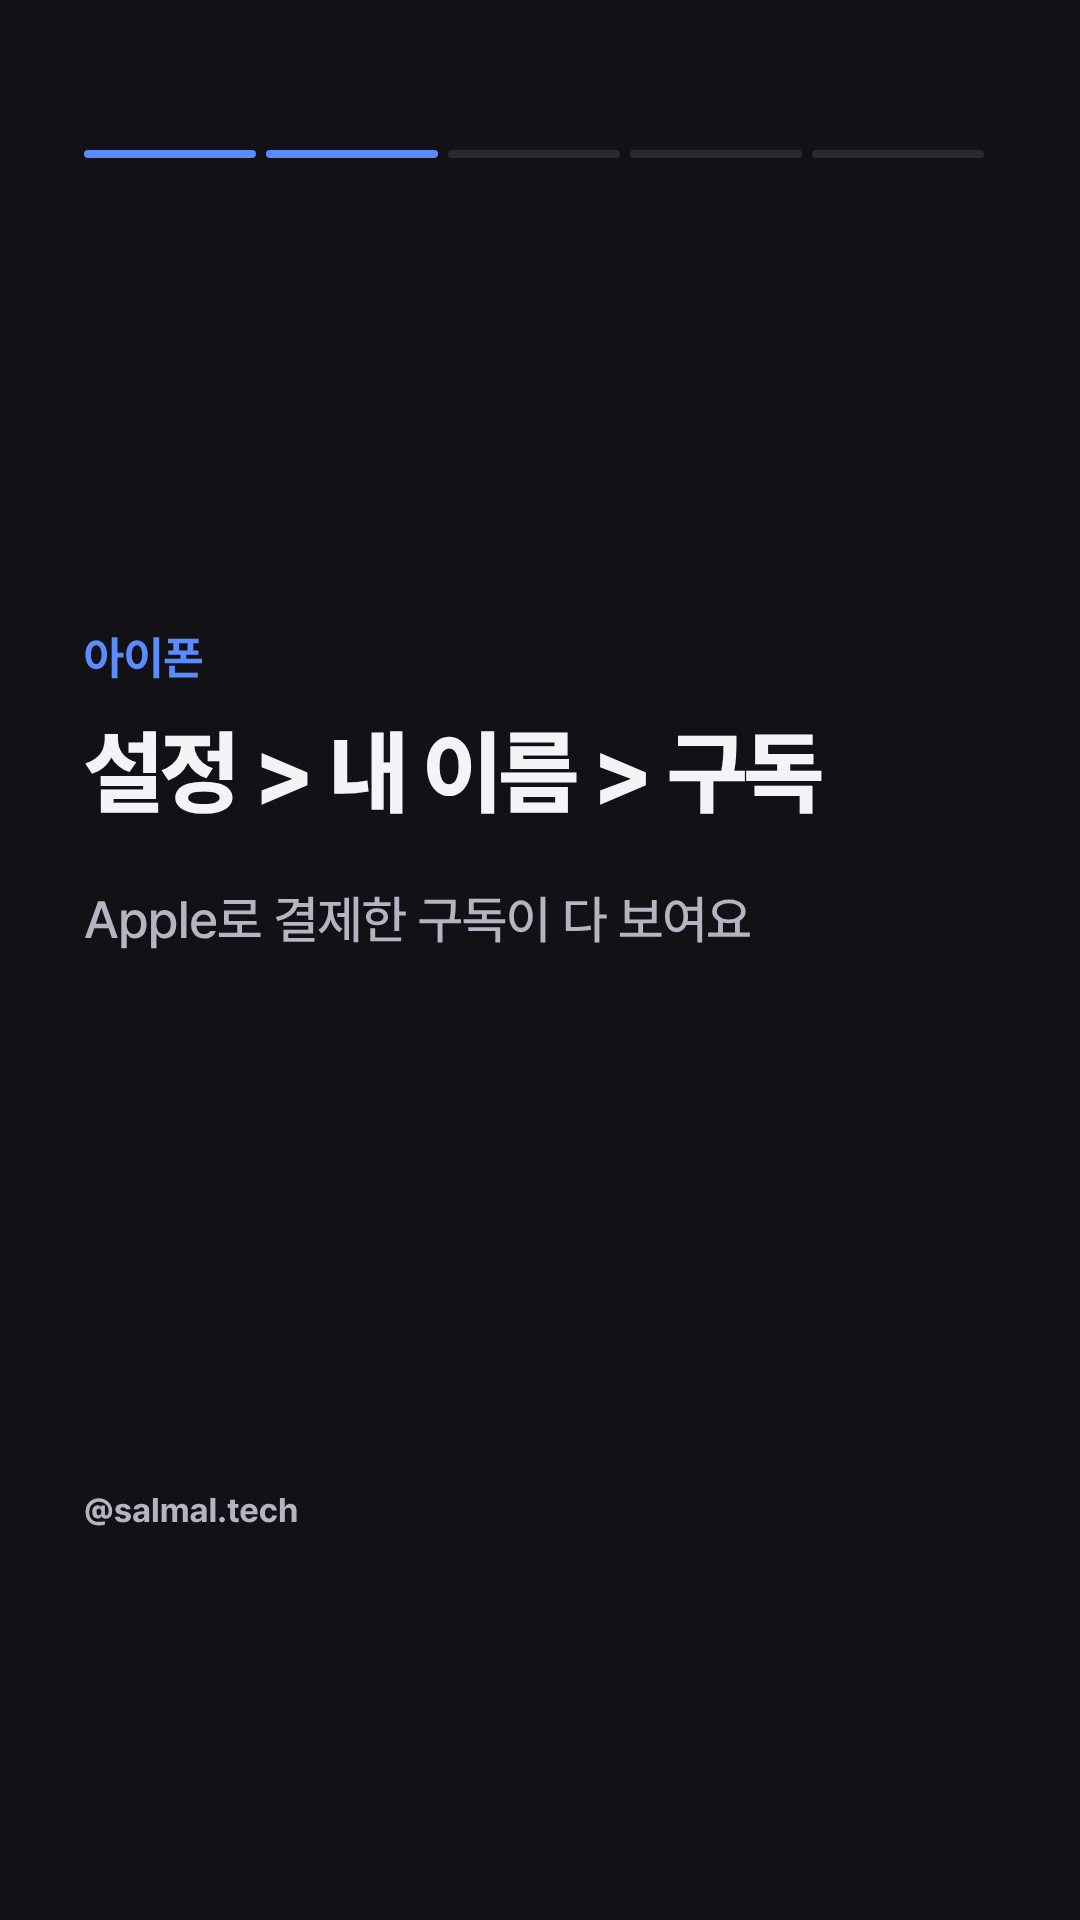 아이폰
설정 > 내 이름 > 구독
Apple로 결제한 구독이 다 보여요
@salmal.tech